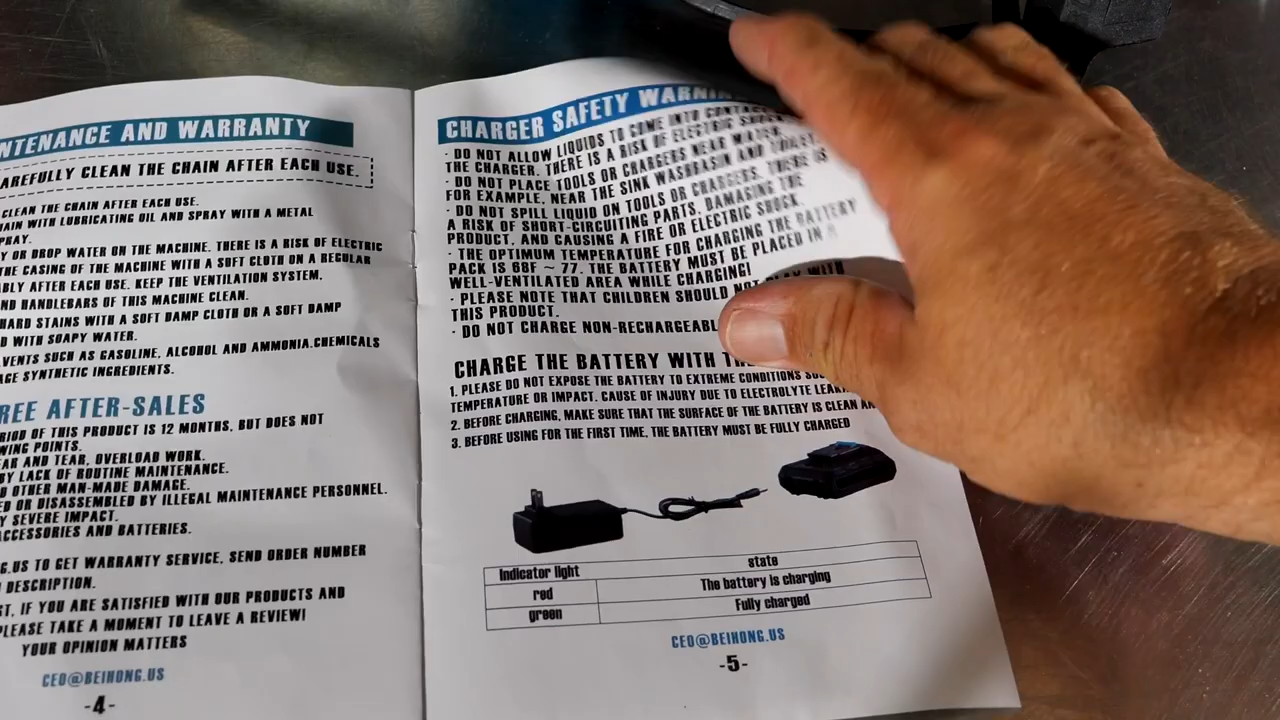 NTENANCE AND WARRANTY
AREFULLY CLEAN THE CHAIN AFTER EACH USE.
CLEAN THE CHAIN AFTER EACH USE.
HAIN WITH LUBRICATING OIL AND SPRAY WITH A METAL
PRAY.
Y OR DROP WATER ON THE MACHINE. THERE IS A RISK OF ELECTRIC
THE CASING OF THE MACHINE WITH A SOFT CLOTH ON A REGULAR
ABLY AFTER EACH USE. KEEP THE VENTILATION SYSTEM.
ND HANDLEBARS OF THIS MACHINE CLEAN.
HARD STAINS WITH A SOFT DAMP CLOTH OR A SOFT DAMP
D WITH SOAPY WATER.
VENTS SUCH AS GASOLINE, ALCOHOL AND AMMONIA.CHEMICALS
AGE SYNTHETIC INGREDIENTS.
REE AFTER-SALES
RIOD OF THIS PRODUCT IS 12 MONTHS, BUT DOES NOT
WING POINTS.
EAR AND TEAR, OVERLOAD WORK.
BY LACK OF ROUTINE MAINTENANCE.
D OTHER MAN-MADE DAMAGE.
ED OR DISASSEMBLED BY ILLEGAL MAINTENANCE PERSONNEL.
Y SEVERE IMPACT.
ACCESSORIES AND BATTERIES.
G.US TO GET WARRANTY SERVICE, SEND ORDER NUMBER
DESCRIPTION.
ST, IF YOU ARE SATISFIED WITH OUR PRODUCTS AND
PLEASE TAKE A MOMENT TO LEAVE A REVIEW!
YOUR OPINION MATTERS
CEO@BEIHONG.US
-4-
CHARGER SAFETY WARNIN
· DO NOT ALLOW LIQUIDS TO COME INTO CONTACT
THE CHARGER. THERE IS A RISK OF ELECTRIC SHOCK
· DO NOT PLACE TOOLS OR CHARGERS NEAR WATER,
FOR EXAMPLE, NEAR THE SINK WASHBASIN AND TOILET.
· DO NOT SPILL LIQUID ON TOOLS OR CHARGERS. THERE IS
A RISK OF SHORT-CIRCUITING PARTS, DAMAGING THE
PRODUCT, AND CAUSING A FIRE OR ELECTRIC SHOCK.
· THE OPTIMUM TEMPERATURE FOR CHARGING THE BATTERY
PACK IS 68F ~ 77. THE BATTERY MUST BE PLACED IN A
WELL-VENTILATED AREA WHILE CHARGING!
· PLEASE NOTE THAT CHILDREN SHOULD NOT PLAY WITH
THIS PRODUCT.
· DO NOT CHARGE NON-RECHARGEABL
CHARGE THE BATTERY WITH TH
1. PLEASE DO NOT EXPOSE THE BATTERY TO EXTREME CONDITIONS SUC
TEMPERATURE OR IMPACT. CAUSE OF INJURY DUE TO ELECTROLYTE LEAK
2. BEFORE CHARGING, MAKE SURE THAT THE SURFACE OF THE BATTERY IS CLEAN AN
3. BEFORE USING FOR THE FIRST TIME, THE BATTERY MUST BE FULLY CHARGED
Indicator light state
red The battery is charging
green Fully charged
CEO@BEIHONG.US
-5-